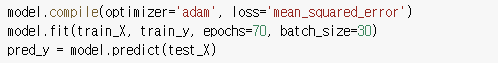 model.compile(optimizer='adam', loss='mean_squared_error')
model.fit(train_X, train_y, epochs=70, batch_size=30)
pred_y = model.predict(test_X)